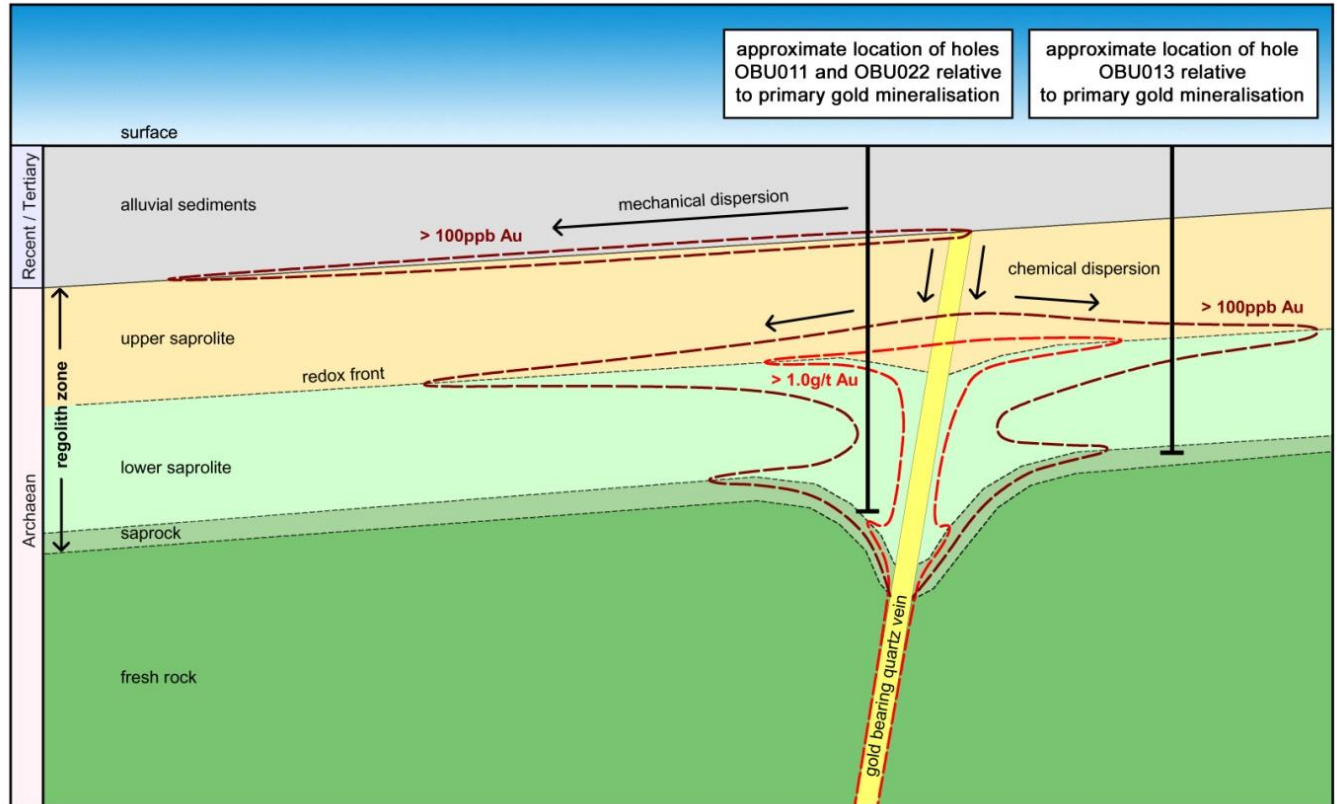 approximate location of holes
OBU011 and OBU022 relative
to primary gold mineralisation
approximate location of hole
OBU013 relative
to primary gold mineralisation
surface
Recent / Tertiary
alluvial sediments
mechanical dispersion
> 100ppb Au
chemical dispersion
> 100ppb Au
upper saprolite
redox front
> 1.0g/t Au
regolith zone
lower saprolite
Archaean
saprock
gold bearing quartz vein
fresh rock